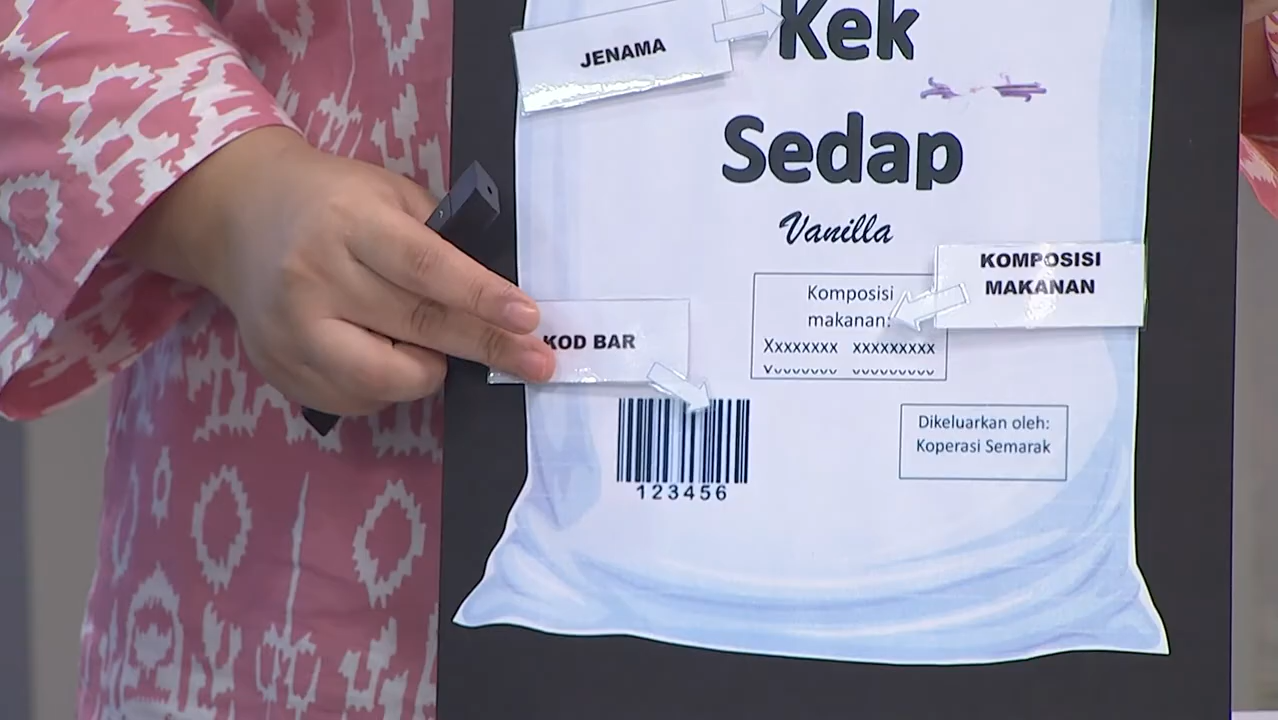 JENAMA
Kek
Sedap
Vanilla
KOMPOSISI
MAKANAN
Komposisi
makanan:
Xxxxxxxx xxxxxxxxx
KOD BAR
123456
Dikeluarkan oleh:
Koperasi Semarak